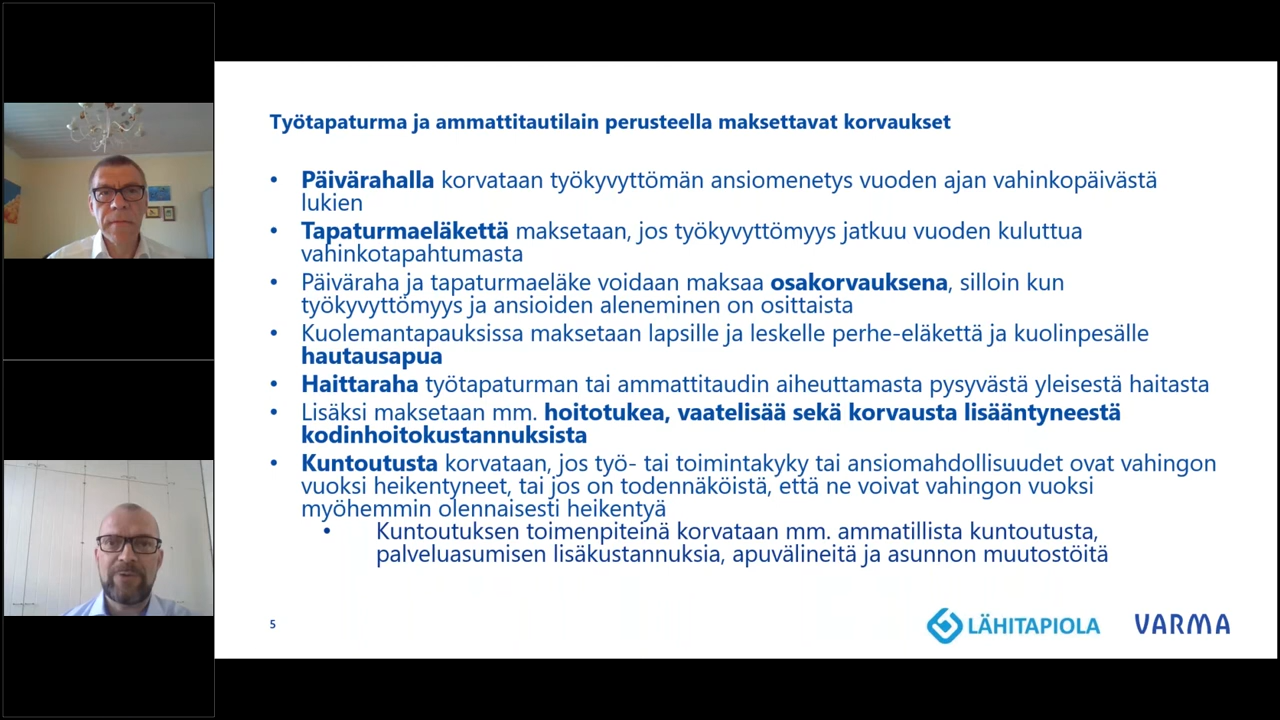 Työtapaturma ja ammattitautilain perusteella maksettavat korvaukset
• Päivärahalla korvataan työkyvyttömän ansiomenetys vuoden ajan vahinkopäivästä
lukien
• Tapaturmaeläkettä maksetaan, jos työkyvyttömyys jatkuu vuoden kuluttua
vahinkotapahtumasta
• Päiväraha ja tapaturmaeläke voidaan maksaa osakorvauksena, silloin kun
työkyvyttömyys ja ansioiden aleneminen on osittaista
• Kuolemantapauksissa maksetaan lapsille ja leskelle perhe-eläkettä ja kuolinpesälle
hautausapua
• Haittaraha työtapaturman tai ammattitaudin aiheuttamasta pysyvästä yleisestä haitasta
• Lisäksi maksetaan mm. hoitotukea, vaatelisää sekä korvausta lisääntyneestä
kodinhoitokustannuksista
• Kuntoutusta korvataan, jos työ- tai toimintakyky tai ansiomahdollisuudet ovat vahingon
vuoksi heikentyneet, tai jos on todennäköistä, että ne voivat vahingon vuoksi
myöhemmin olennaisesti heikentyä
• Kuntoutuksen toimenpiteinä korvataan mm. ammatillista kuntoutusta,
palveluasumisen lisäkustannuksia, apuvälineitä ja asunnon muutostöitä
5
LÄHITAPIOLA
VARMA